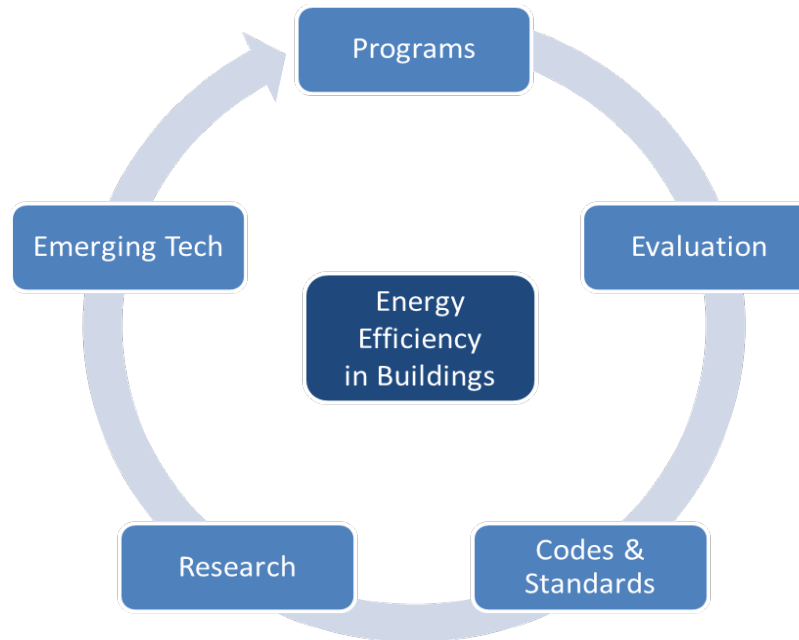 Programs
Evaluation
Codes &
Standards
Research
Emerging Tech
Energy
Efficiency
in Buildings